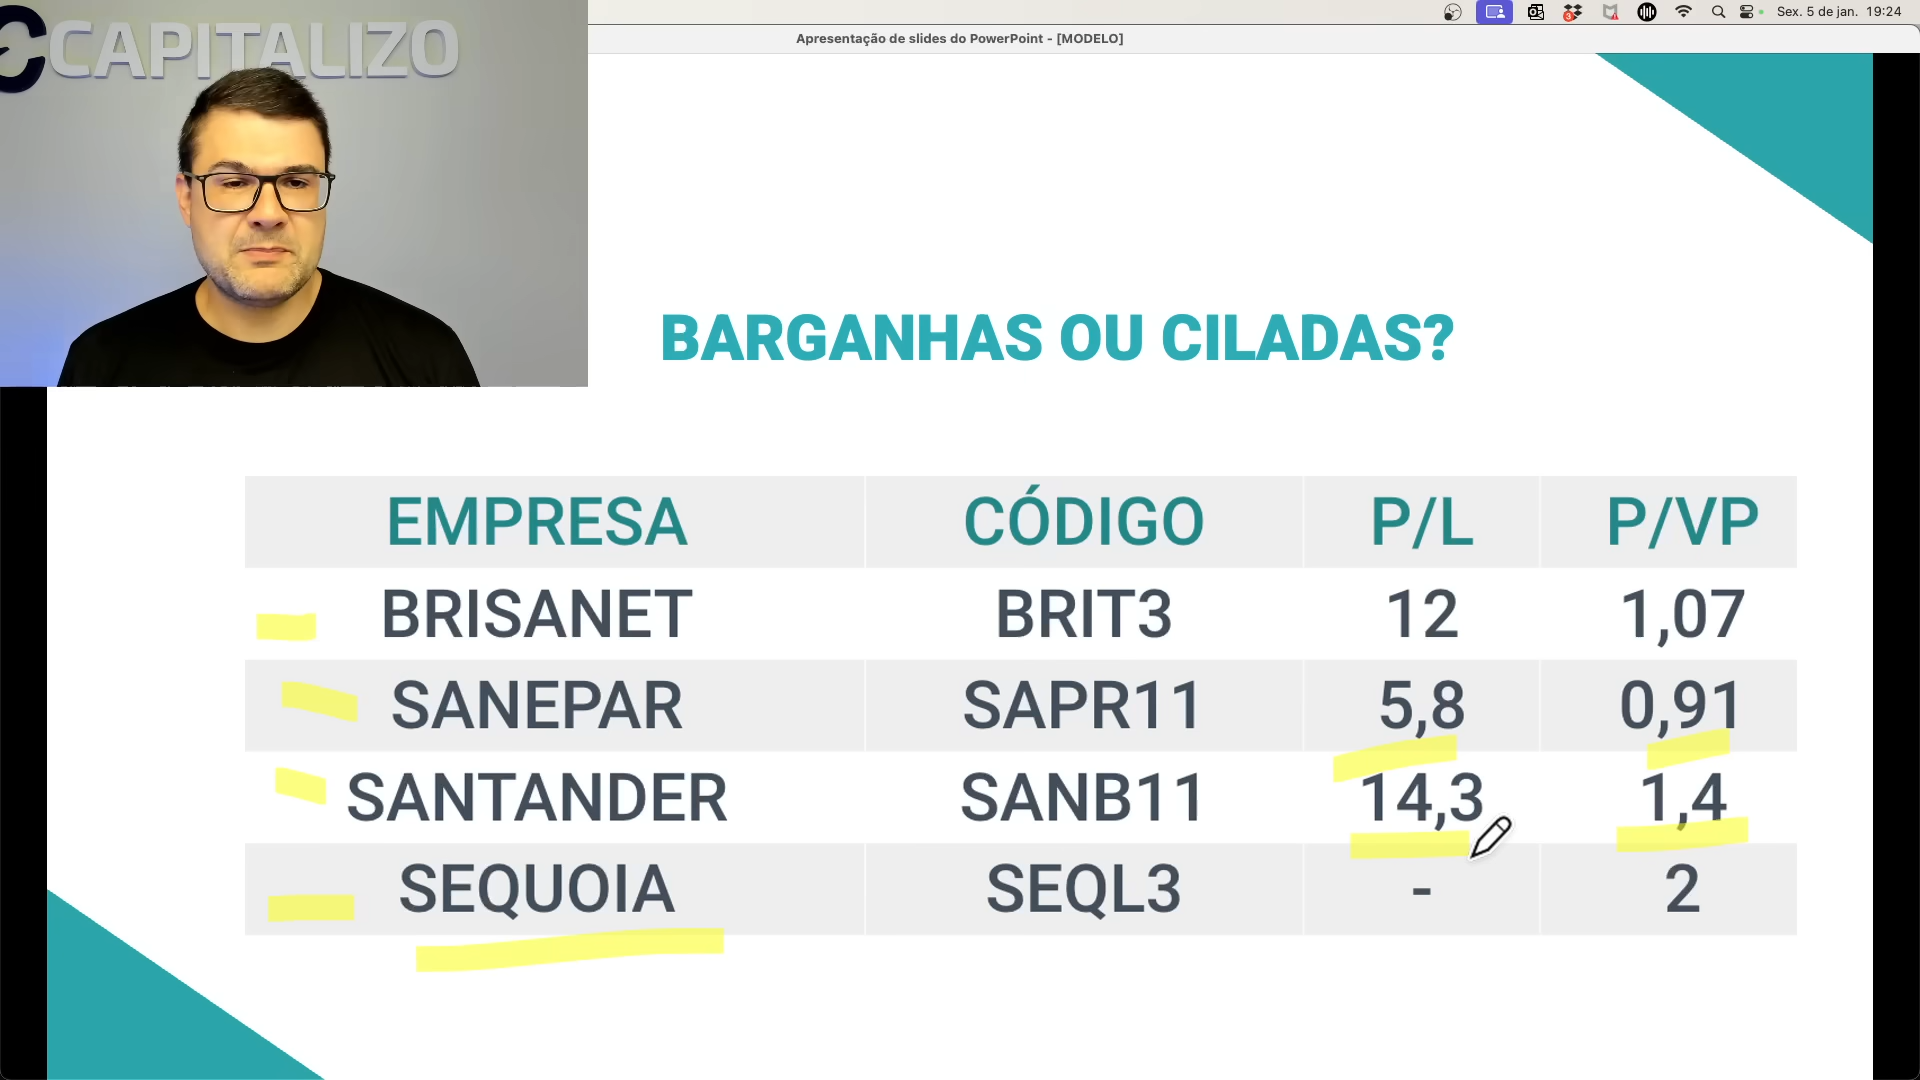 CAPITALIZO
Sex. 5 de jan. 19:24
Apresentação de slides do PowerPoint - [MODELO]
BARGANHAS OU CILADAS?
EMPRESA CÓDIGO P/L P/VP
BRISANET BRIT3 12 1,07
SANEPAR SAPR11 5,8 0,91
SANTANDER SANB11 14,3 1,4
SEQUOIA SEQL3 - 2